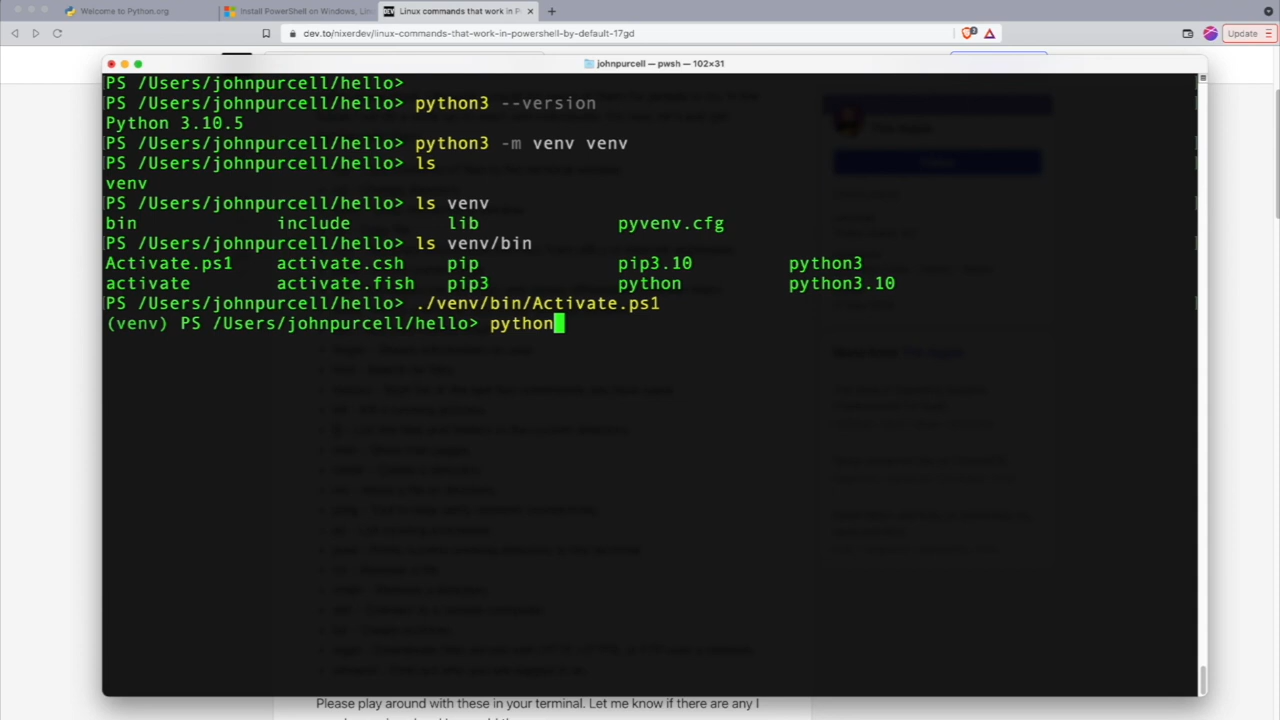 Welcome to Python.org
Install PowerShell on Windows, Lin
Linux commands that work in P
dev.to/nixerdev/linux-commands-that-work-in-powershell-by-default-17gd
Update
johnpurcell — pwsh — 102×31
PS /Users/johnpurcell/hello>
PS /Users/johnpurcell/hello> python3 --version
Python 3.10.5
PS /Users/johnpurcell/hello> python3 -m venv venv
PS /Users/johnpurcell/hello> ls
venv
PS /Users/johnpurcell/hello> ls venv
bin include lib pyvenv.cfg
PS /Users/johnpurcell/hello> ls venv/bin
Activate.ps1 activate.csh pip pip3.10 python3
activate activate.fish pip3 python python3.10
PS /Users/johnpurcell/hello> ./venv/bin/Activate.ps1
(venv) PS /Users/johnpurcell/hello> python
Please play around with these in your terminal. Let me know if there are any I